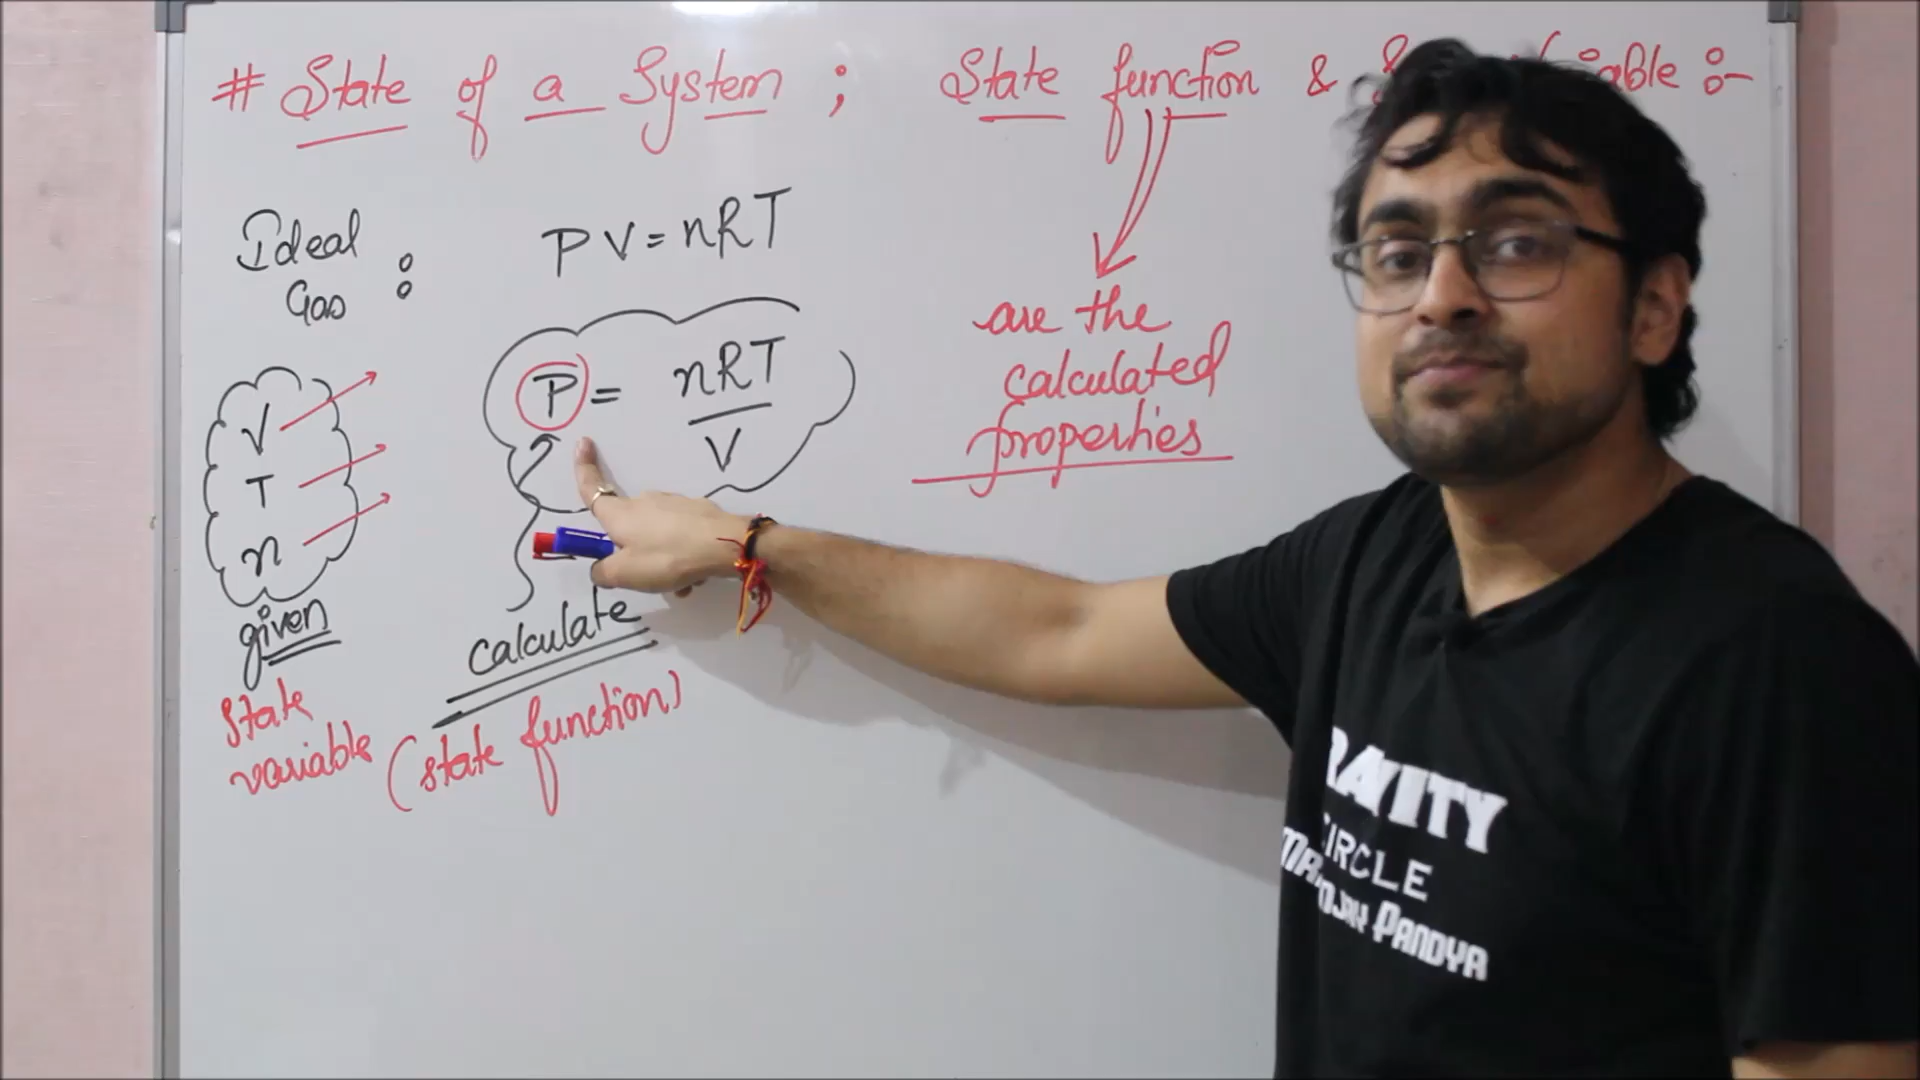 # State of a System ; State function &
Ideal
Gas :
PV = nRT
P = nRT
V
V
T
n
given
State
variable
calculate
(state function)
are the
calculated
properties
RAVITY
CIRCLE
PANDYA